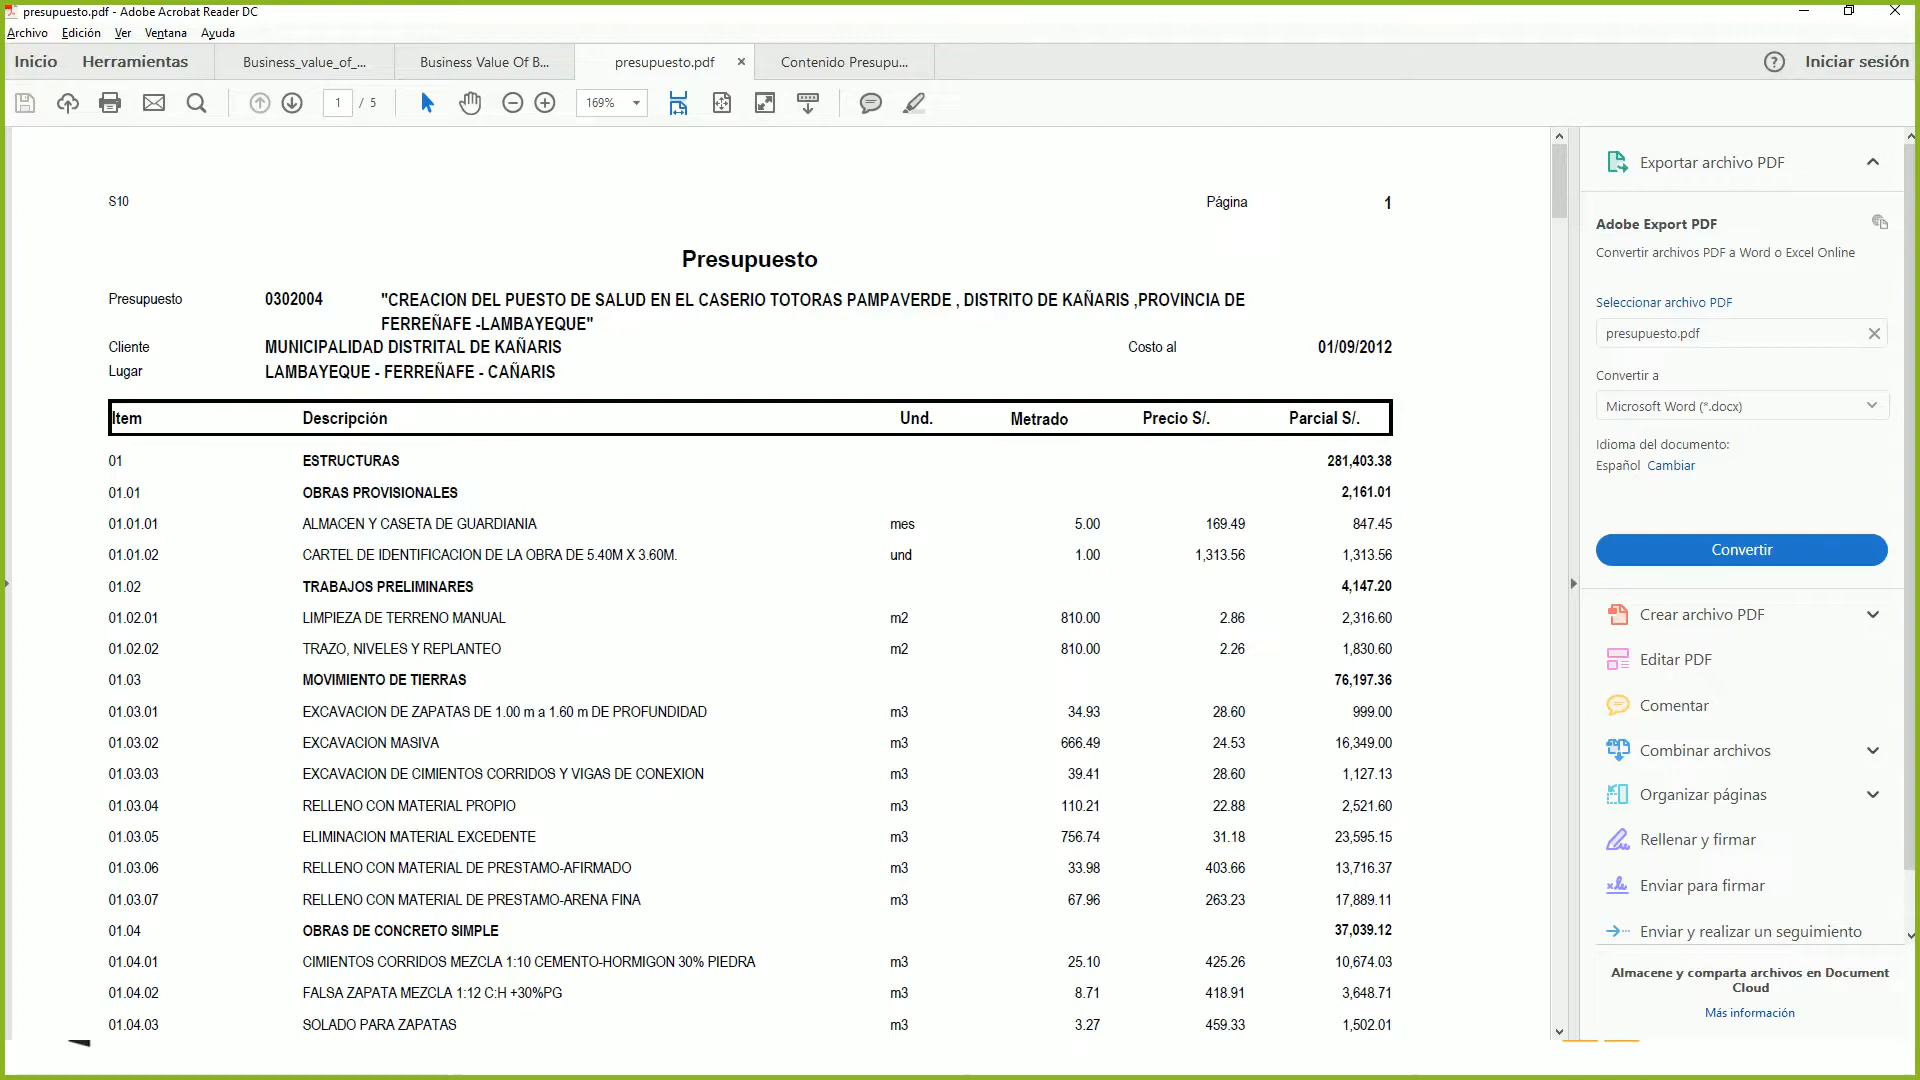 presupuesto.pdf - Adobe Acrobat Reader DC
Archivo Edición Ver Ventana Ayuda
Inicio Herramientas Business_value_of_... Business Value Of B... presupuesto.pdf Contenido Presupu... Iniciar sesión
1 / 5 169%
S10 Página 1
Presupuesto
Presupuesto 0302004 "CREACION DEL PUESTO DE SALUD EN EL CASERIO TOTORAS PAMPAVERDE , DISTRITO DE KAÑARIS ,PROVINCIA DE
FERREÑAFE -LAMBAYEQUE"
Cliente MUNICIPALIDAD DISTRITAL DE KAÑARIS Costo al 01/09/2012
Lugar LAMBAYEQUE - FERREÑAFE - CAÑARIS
Item Descripción Und. Metrado Precio S/. Parcial S/.
01 ESTRUCTURAS 281,403.38
01.01 OBRAS PROVISIONALES 2,161.01
01.01.01 ALMACEN Y CASETA DE GUARDIANIA mes 5.00 169.49 847.45
01.01.02 CARTEL DE IDENTIFICACION DE LA OBRA DE 5.40M X 3.60M. und 1.00 1,313.56 1,313.56
01.02 TRABAJOS PRELIMINARES 4,147.20
01.02.01 LIMPIEZA DE TERRENO MANUAL m2 810.00 2.86 2,316.60
01.02.02 TRAZO, NIVELES Y REPLANTEO m2 810.00 2.26 1,830.60
01.03 MOVIMIENTO DE TIERRAS 76,197.36
01.03.01 EXCAVACION DE ZAPATAS DE 1.00 m a 1.60 m DE PROFUNDIDAD m3 34.93 28.60 999.00
01.03.02 EXCAVACION MASIVA m3 666.49 24.53 16,349.00
01.03.03 EXCAVACION DE CIMIENTOS CORRIDOS Y VIGAS DE CONEXION m3 39.41 28.60 1,127.13
01.03.04 RELLENO CON MATERIAL PROPIO m3 110.21 22.88 2,521.60
01.03.05 ELIMINACION MATERIAL EXCEDENTE m3 756.74 31.18 23,595.15
01.03.06 RELLENO CON MATERIAL DE PRESTAMO-AFIRMADO m3 33.98 403.66 13,716.37
01.03.07 RELLENO CON MATERIAL DE PRESTAMO-ARENA FINA m3 67.96 263.23 17,889.11
01.04 OBRAS DE CONCRETO SIMPLE 37,039.12
01.04.01 CIMIENTOS CORRIDOS MEZCLA 1:10 CEMENTO-HORMIGON 30% PIEDRA m3 25.10 425.26 10,674.03
01.04.02 FALSA ZAPATA MEZCLA 1:12 C:H +30%PG m3 8.71 418.91 3,648.71
01.04.03 SOLADO PARA ZAPATAS m3 3.27 459.33 1,502.01
Exportar archivo PDF
Adobe Export PDF
Convertir archivos PDF a Word o Excel Online
Seleccionar archivo PDF
presupuesto.pdf
Convertir a
Microsoft Word (*.docx)
Idioma del documento:
Español Cambiar
Convertir
Crear archivo PDF
Editar PDF
Comentar
Combinar archivos
Organizar páginas
Rellenar y firmar
Enviar para firmar
Enviar y realizar un seguimiento
Almacene y comparta archivos en Document
Cloud
Más información